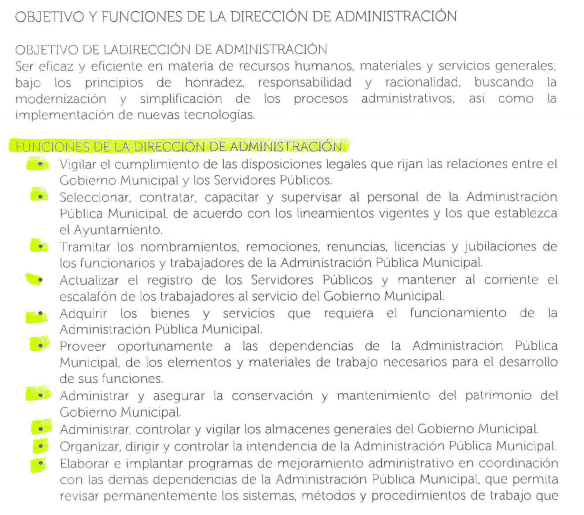 OBJETIVO Y FUNCIONES DE LA DIRECCIÓN DE ADMINISTRACIÓN
OBJETIVO DE LADIRECCIÓN DE ADMINISTRACIÓN
Ser eficaz y eficiente en materia de recursos humanos, materiales y servicios generales;
bajo los principios de honradez, responsabilidad y racionalidad, buscando la
modernización y simplificación de los procesos administrativos; así como la
implementación de nuevas tecnologías.
FUNCIONES DE LA DIRECCIÓN DE ADMINISTRACIÓN
• Vigilar el cumplimiento de las disposiciones legales que rijan las relaciones entre el
Gobierno Municipal y los Servidores Públicos.
• Seleccionar, contratar, capacitar y supervisar al personal de la Administración
Pública Municipal, de acuerdo con los lineamientos vigentes y los que establezca
el Ayuntamiento.
• Tramitar los nombramientos, remociones, renuncias, licencias y jubilaciones de
los funcionarios y trabajadores de la Administración Pública Municipal.
• Actualizar el registro de los Servidores Públicos y mantener al corriente el
escalafón de los trabajadores al servicio del Gobierno Municipal.
• Adquirir los bienes y servicios que requiera el funcionamiento de la
Administración Pública Municipal.
• Proveer oportunamente a las dependencias de la Administración Pública
Municipal, de los elementos y materiales de trabajo necesarios para el desarrollo
de sus funciones.
• Administrar y asegurar la conservación y mantenimiento del patrimonio del
Gobierno Municipal.
• Administrar, controlar y vigilar los almacenes generales del Gobierno Municipal.
• Organizar, dirigir y controlar la intendencia de la Administración Pública Municipal.
• Elaborar e implantar programas de mejoramiento administrativo en coordinación
con las demás dependencias de la Administración Pública Municipal, que permita
revisar permanentemente los sistemas, métodos y procedimientos de trabajo que